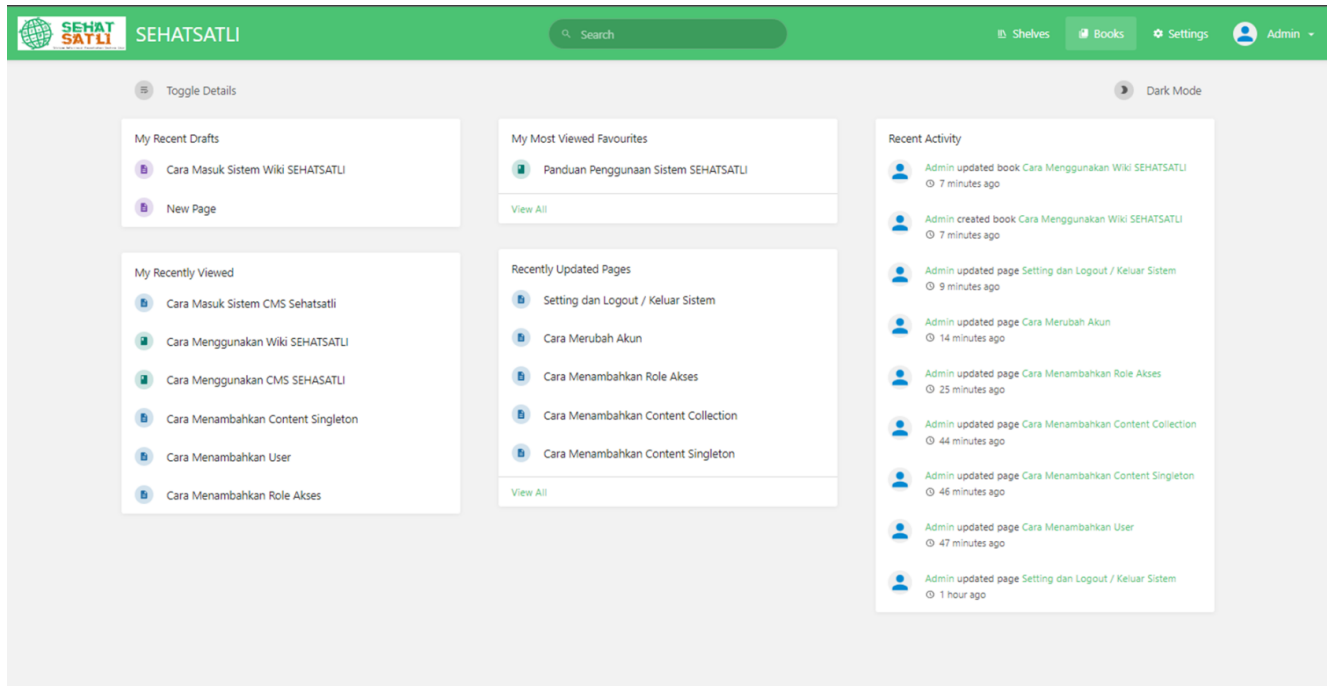 SEHAT
SATLI
SEHATSATLI
Search
Shelves
Books
Settings
Admin
Toggle Details
Dark Mode
My Recent Drafts
Cara Masuk Sistem Wiki SEHATSATLI
New Page
My Recently Viewed
Cara Masuk Sistem CMS Sehatsatli
Cara Menggunakan Wiki SEHATSATLI
Cara Menggunakan CMS SEHASATLI
Cara Menambahkan Content Singleton
Cara Menambahkan User
Cara Menambahkan Role Akses
My Most Viewed Favourites
Panduan Penggunaan Sistem SEHATSATLI
View All
Recently Updated Pages
Setting dan Logout / Keluar Sistem
Cara Merubah Akun
Cara Menambahkan Role Akses
Cara Menambahkan Content Collection
Cara Menambahkan Content Singleton
View All
Recent Activity
Admin updated book Cara Menggunakan Wiki SEHATSATLI
7 minutes ago
Admin created book Cara Menggunakan Wiki SEHATSATLI
7 minutes ago
Admin updated page Setting dan Logout / Keluar Sistem
9 minutes ago
Admin updated page Cara Merubah Akun
14 minutes ago
Admin updated page Cara Menambahkan Role Akses
25 minutes ago
Admin updated page Cara Menambahkan Content Collection
44 minutes ago
Admin updated page Cara Menambahkan Content Singleton
46 minutes ago
Admin updated page Cara Menambahkan User
47 minutes ago
Admin updated page Setting dan Logout / Keluar Sistem
1 hour ago